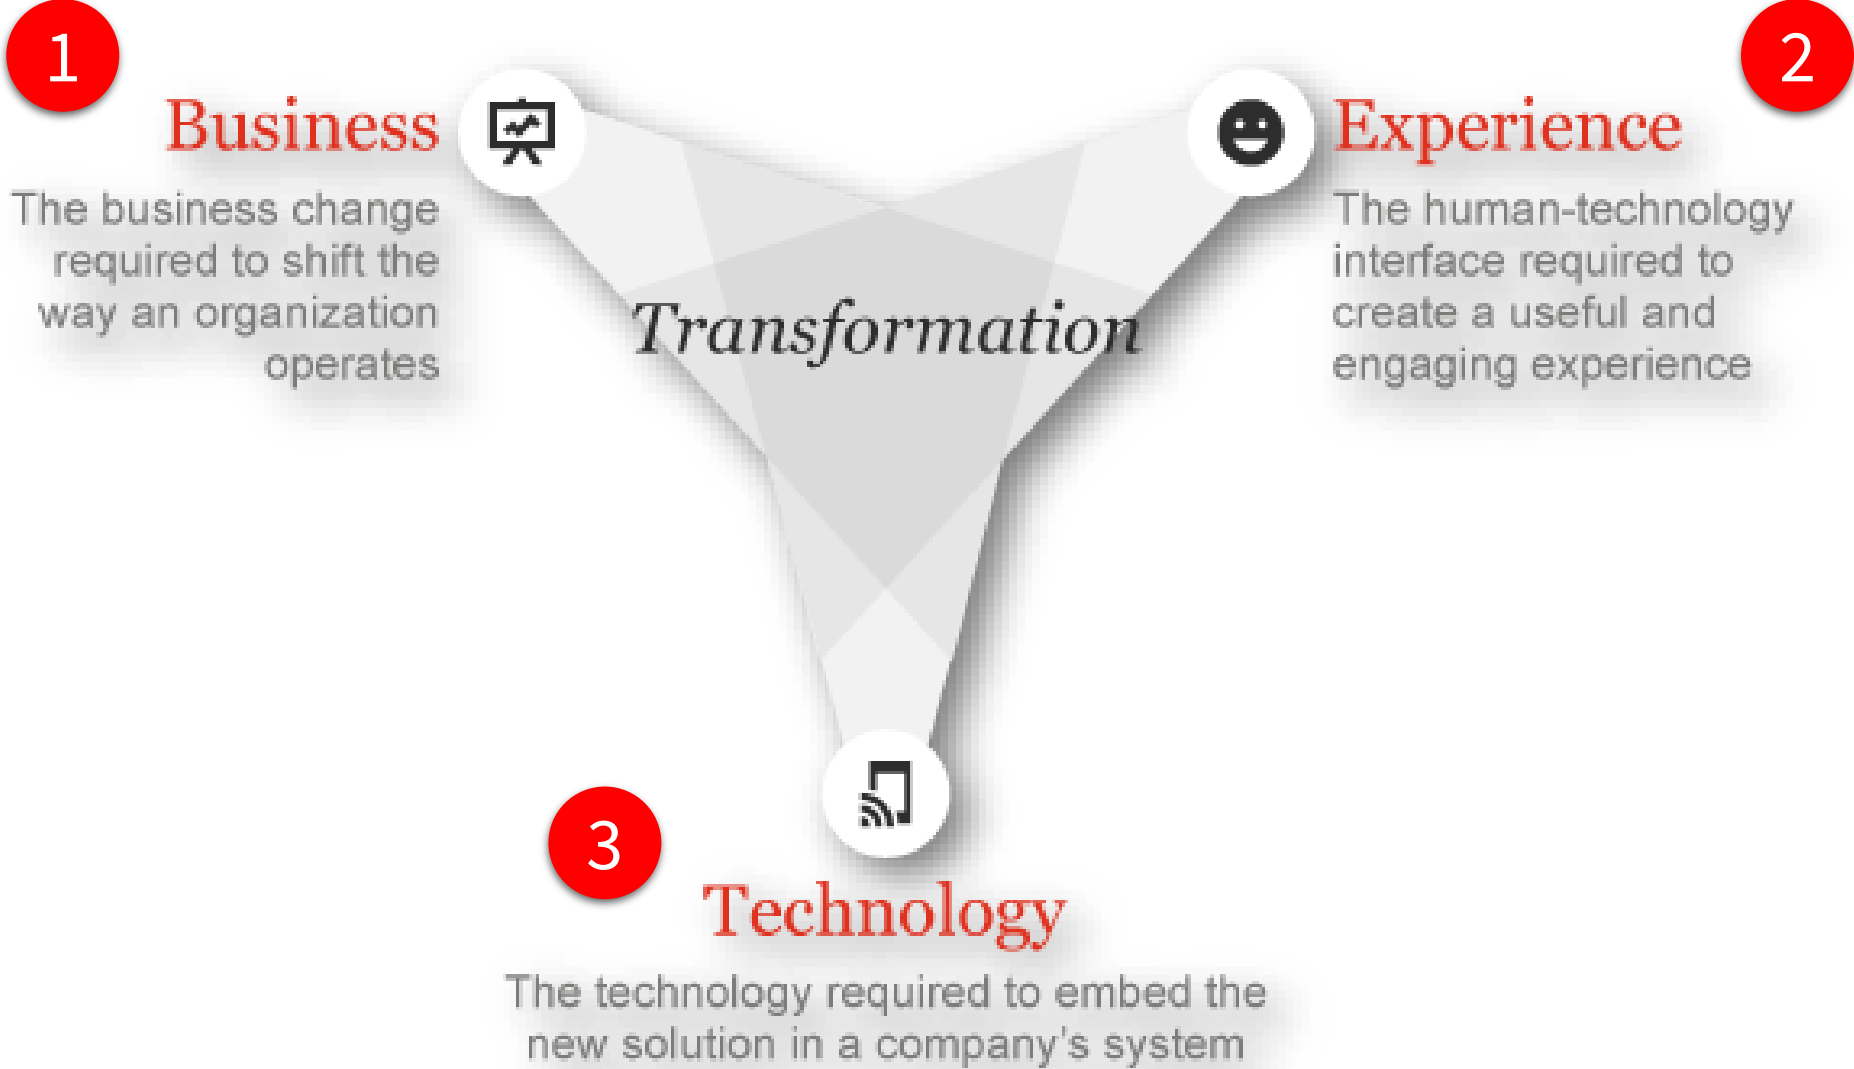 1
Business
The business change
required to shift the
way an organization
operates
2
Experience
The human-technology
interface required to
create a useful and
engaging experience
Transformation
3
Technology
The technology required to embed the
new solution in a company's system